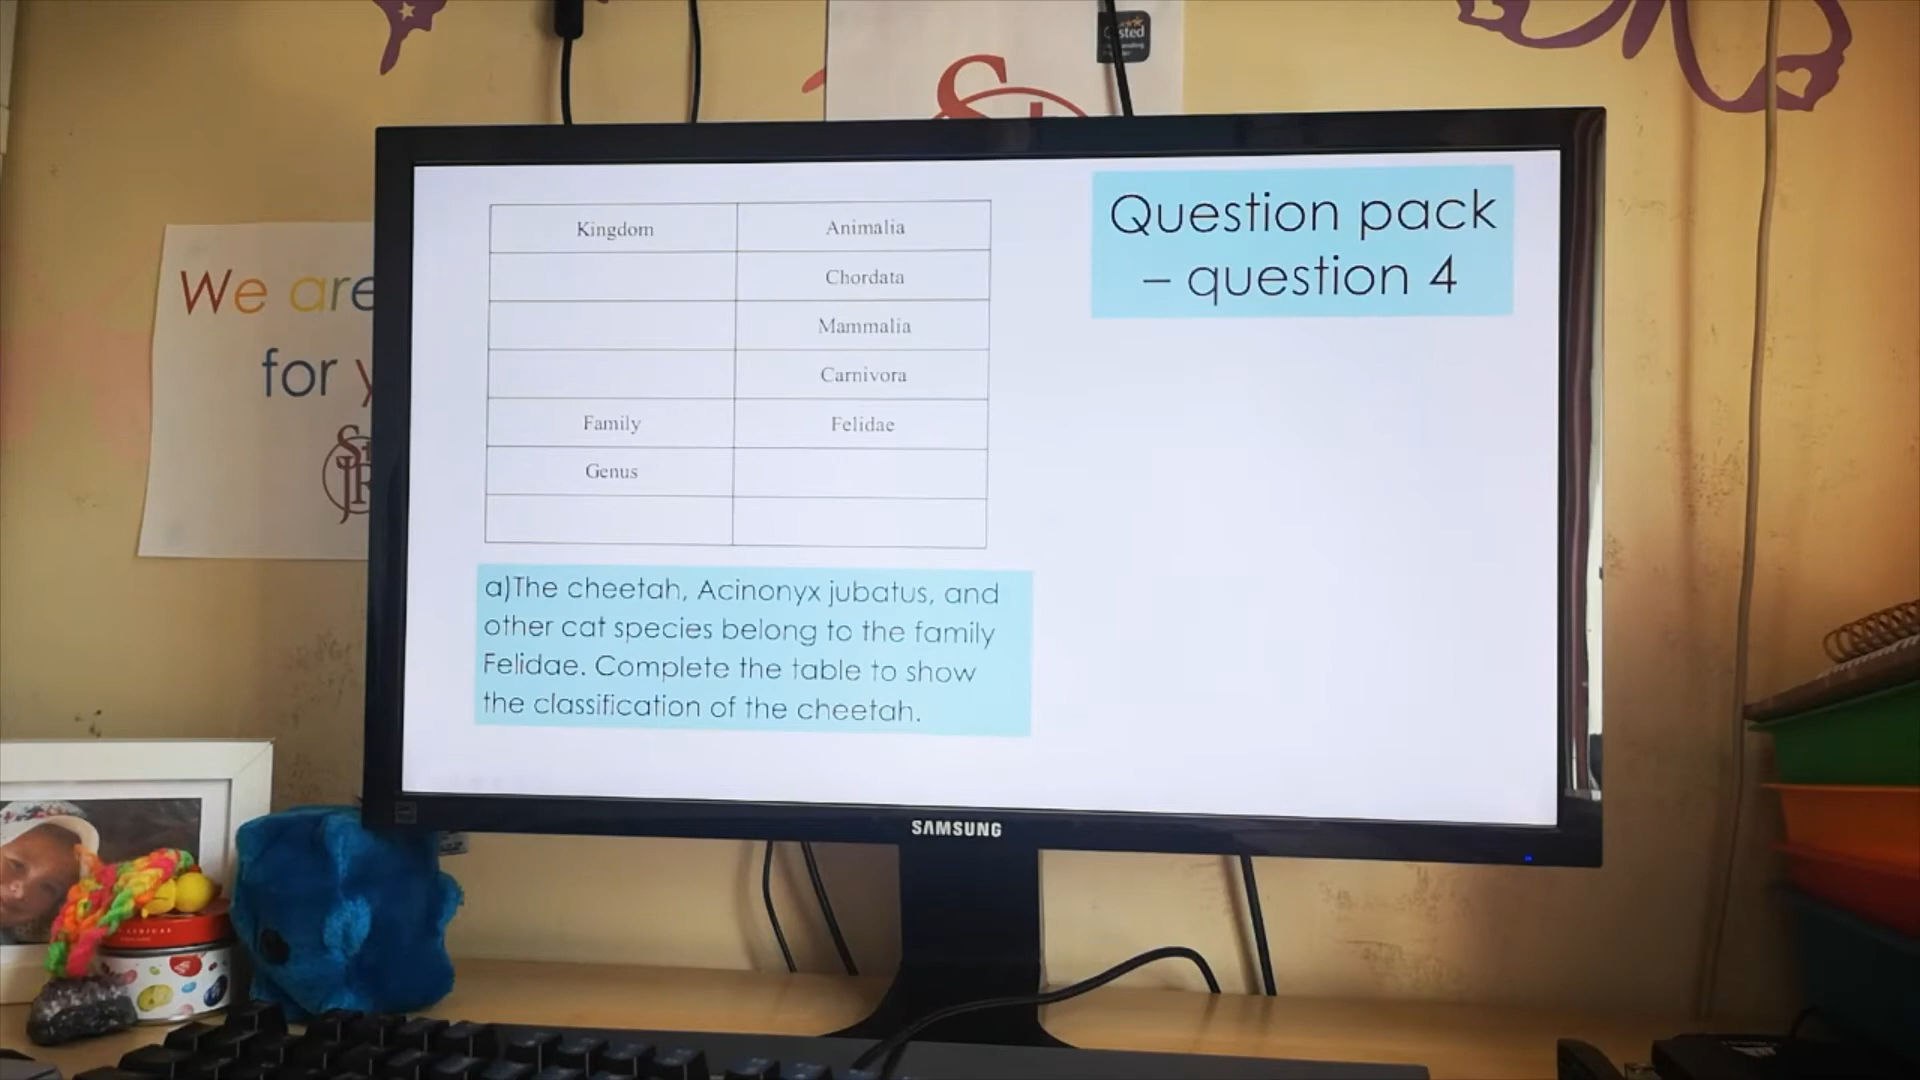 sted
We are
for
Kingdom Animalia
Chordata
Mammalia
Carnivora
Family Felidae
Genus
Question pack
– question 4
a)The cheetah, Acinonyx jubatus, and
other cat species belong to the family
Felidae. Complete the table to show
the classification of the cheetah.
SAMSUNG